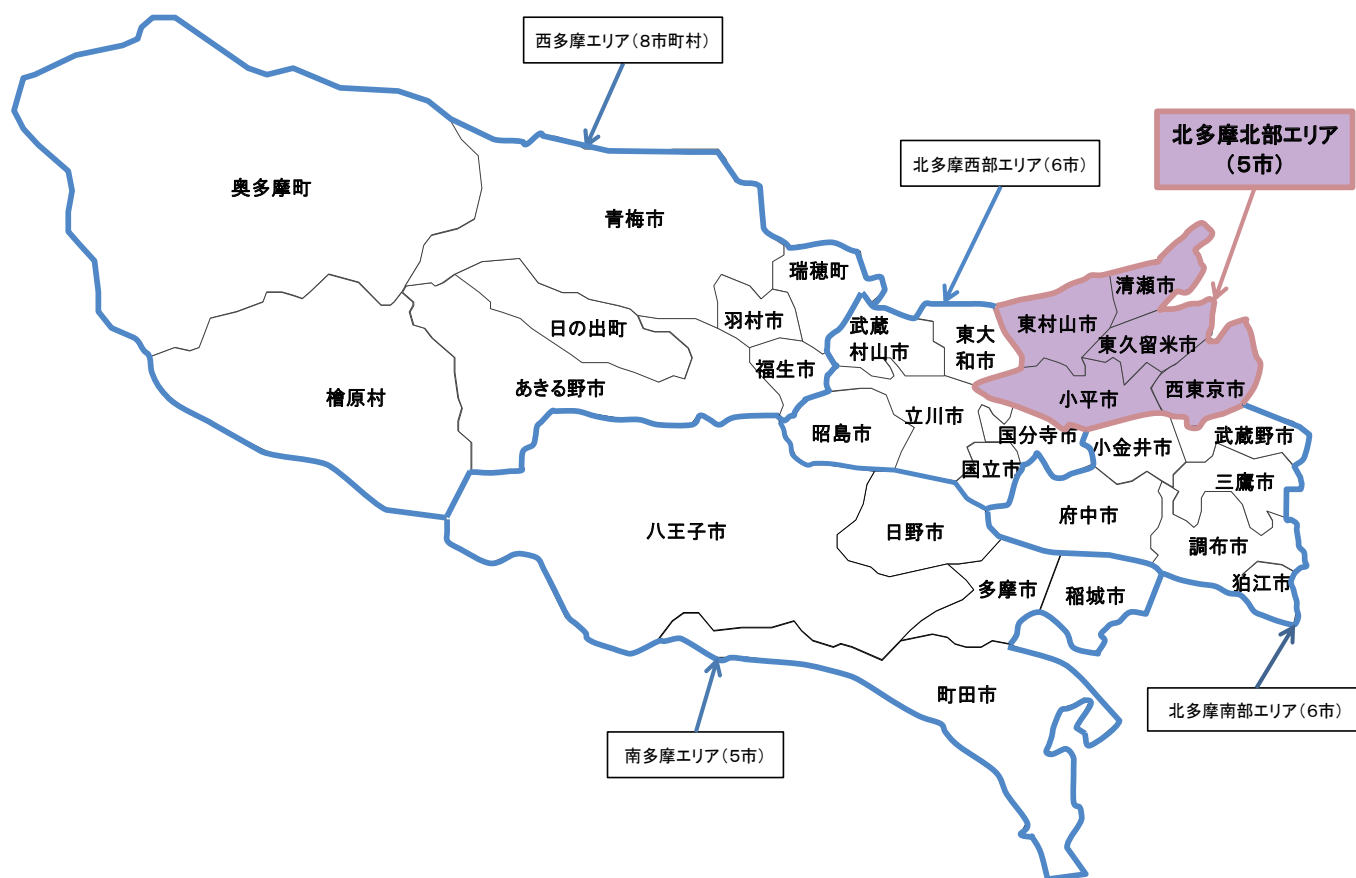 西多摩エリア(8市町村)
北多摩北部エリア
(5市)
北多摩西部エリア(6市)
奥多摩町
青梅市
瑞穂町
清瀬市
羽村市
日の出町
武蔵
村山市
東大
和市
東村山市
東久留米市
福生市
あきる野市
檜原村
小平市
西東京市
昭島市
立川市
国分寺市
小金井市
武蔵野市
国立市
三鷹市
府中市
八王子市
日野市
調布市
多摩市
稲城市
狛江市
町田市
北多摩南部エリア(6市)
南多摩エリア(5市)